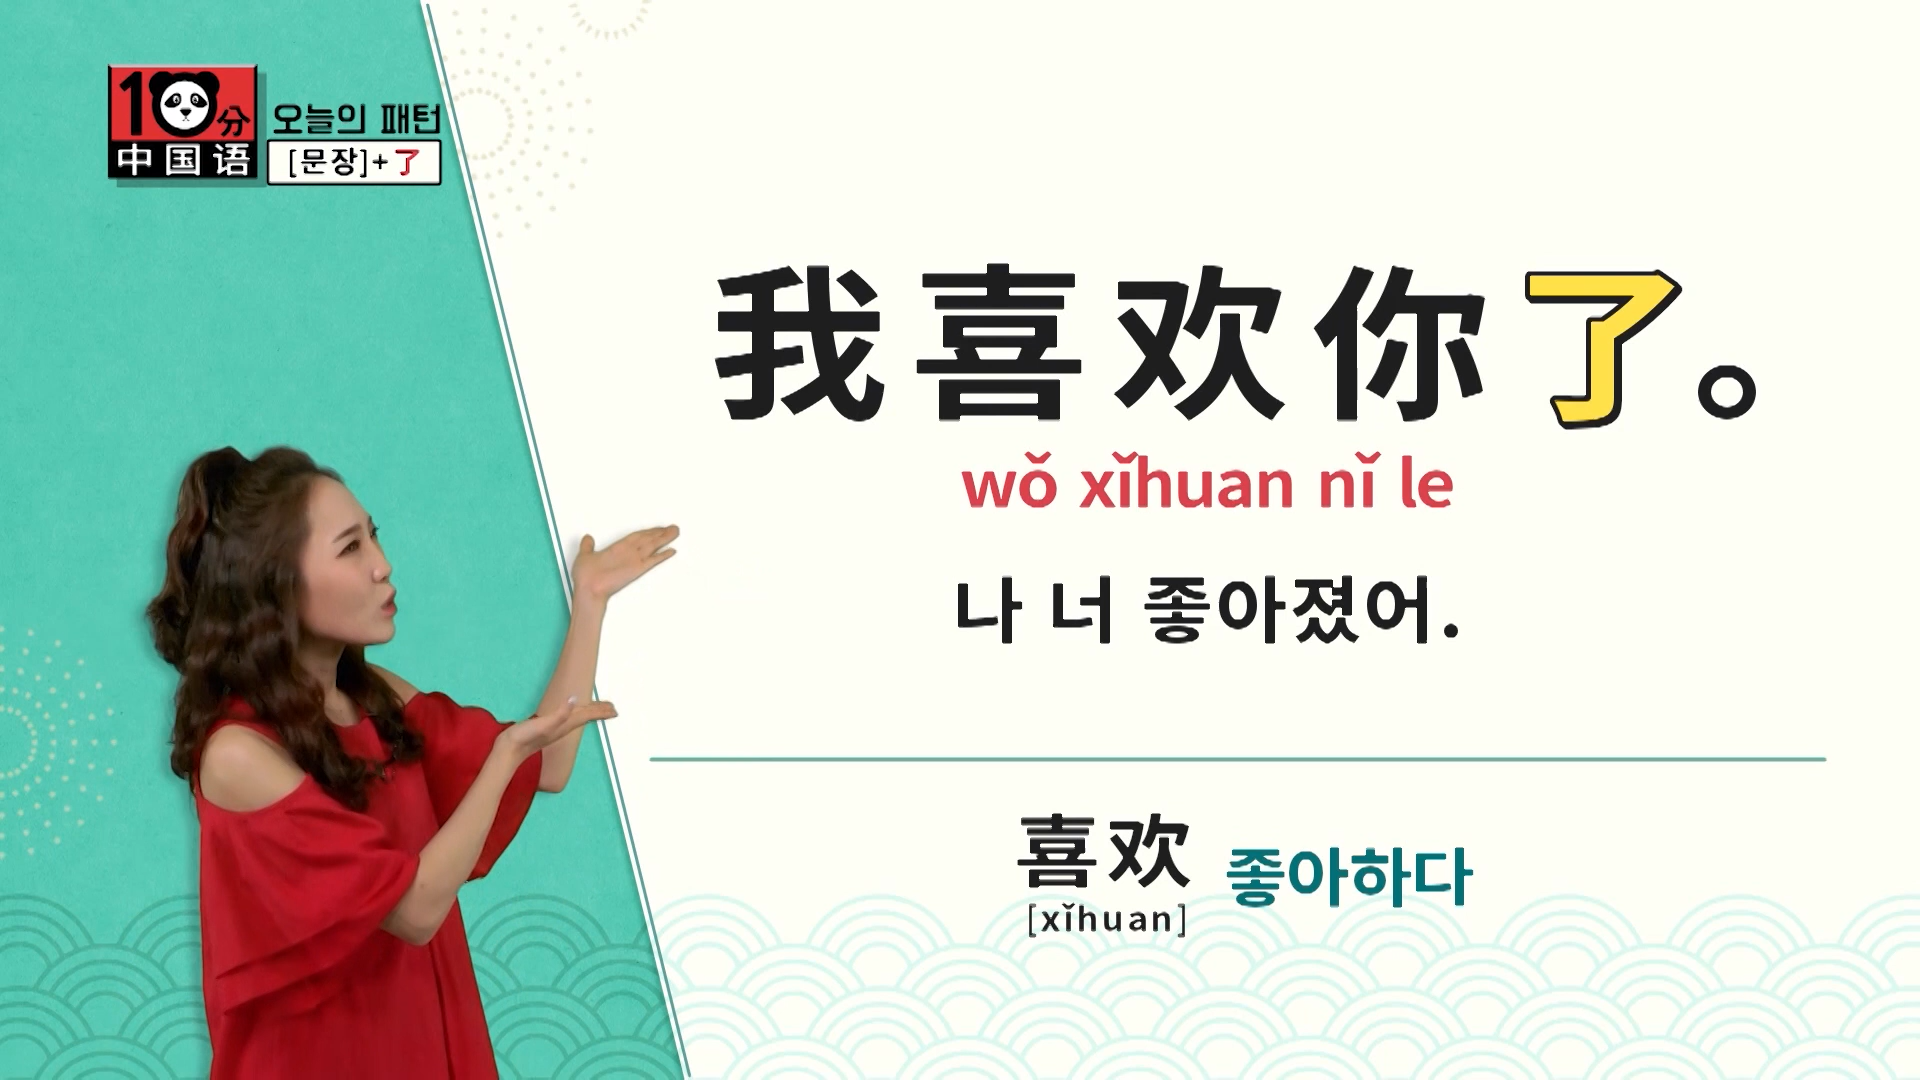 10分
中国语
오늘의 패턴
[문장]+了
我喜欢你了。
wǒ xǐhuan nǐ le
나 너 좋아졌어.
喜欢 좋아하다
[xǐhuan]